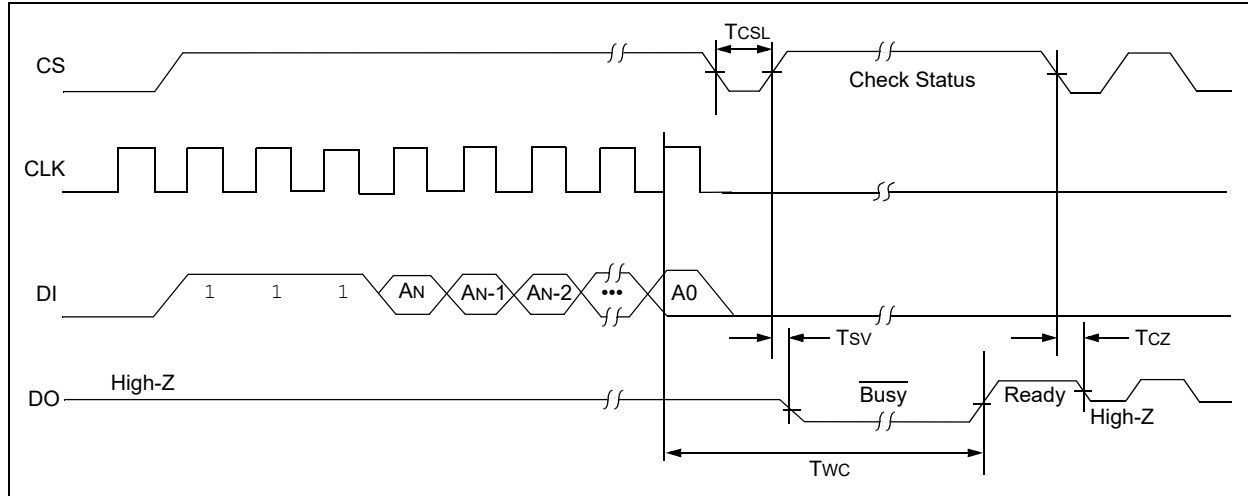 TCSL
CS
Check Status
CLK
DI
1 1 1 AN AN-1 AN-2 ••• A0
TSV
TCZ
DO
High-Z
Busy
Ready
High-Z
TWC